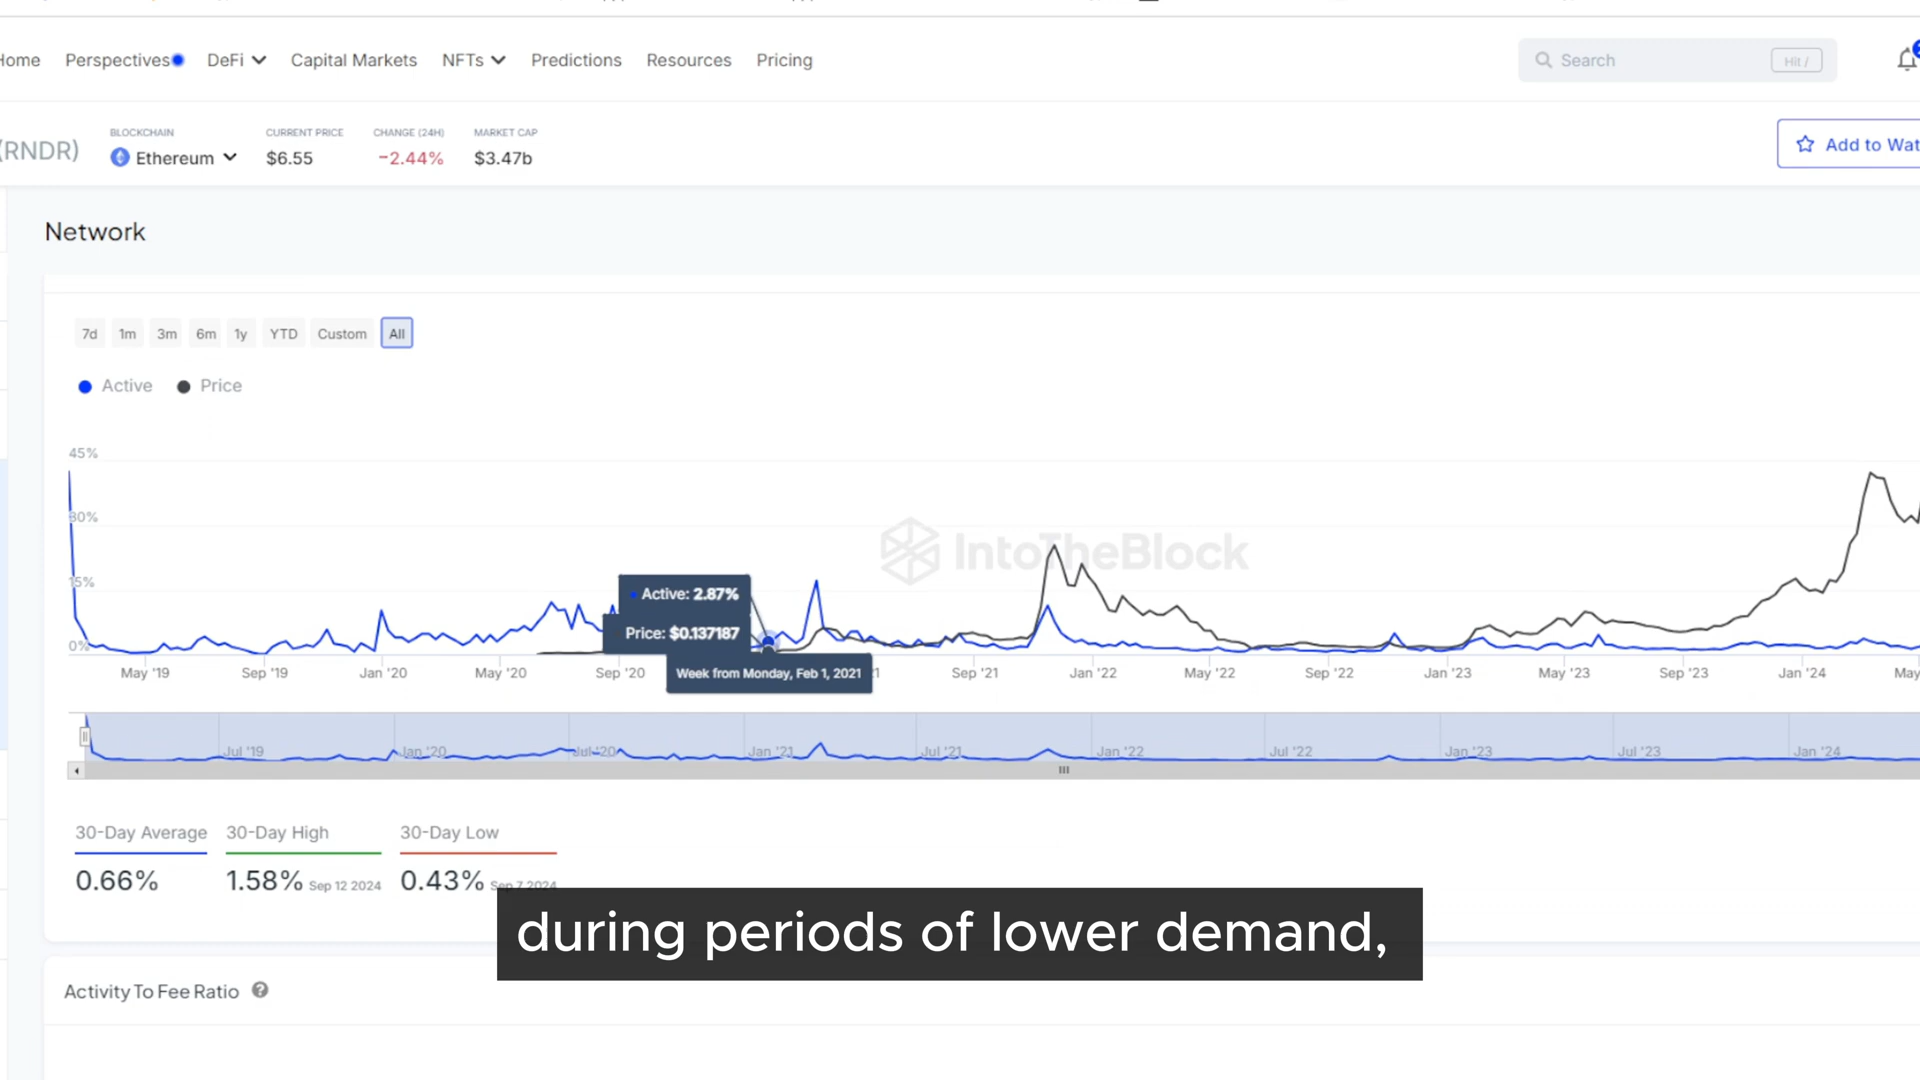 Home Perspectives DeFi Capital Markets NFTs Predictions Resources Pricing Search Hit /
(RNDR)
BLOCKCHAIN CURRENT PRICE CHANGE (24H) MARKET CAP
Ethereum $6.55 −2.44% $3.47b
Add to Wat
Network
7d 1m 3m 6m 1y YTD Custom All
Active Price
45%
30%
15%
0%
IntoTheBlock
Active: 2.87%
Price: $0.137187
Week from Monday, Feb 1, 2021
May '19 Sep '19 Jan '20 May '20 Sep '20 Sep '21 Jan '22 May '22 Sep '22 Jan '23 May '23 Sep '23 Jan '24 May
Jul '19 Jan '20 Jul '20 Jan '21 Jul '21 Jan '22 Jul '22 Jan '23 Jul '23 Jan '24
30-Day Average 30-Day High 30-Day Low
0.66% 1.58% Sep 12 2024 0.43% Sep 7 2024
during periods of lower demand,
Activity To Fee Ratio